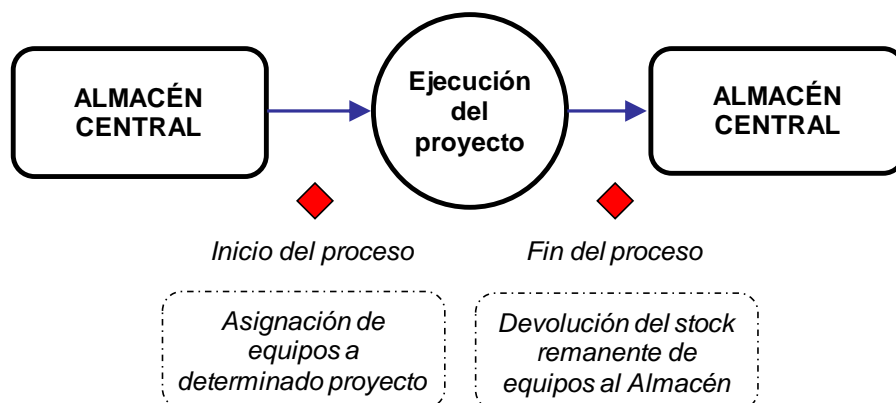 ALMACÉN
CENTRAL
Ejecución
del
proyecto
ALMACÉN
CENTRAL
Inicio del proceso
Fin del proceso
Asignación de
equipos a
determinado proyecto
Devolución del stock
remanente de
equipos al Almacén